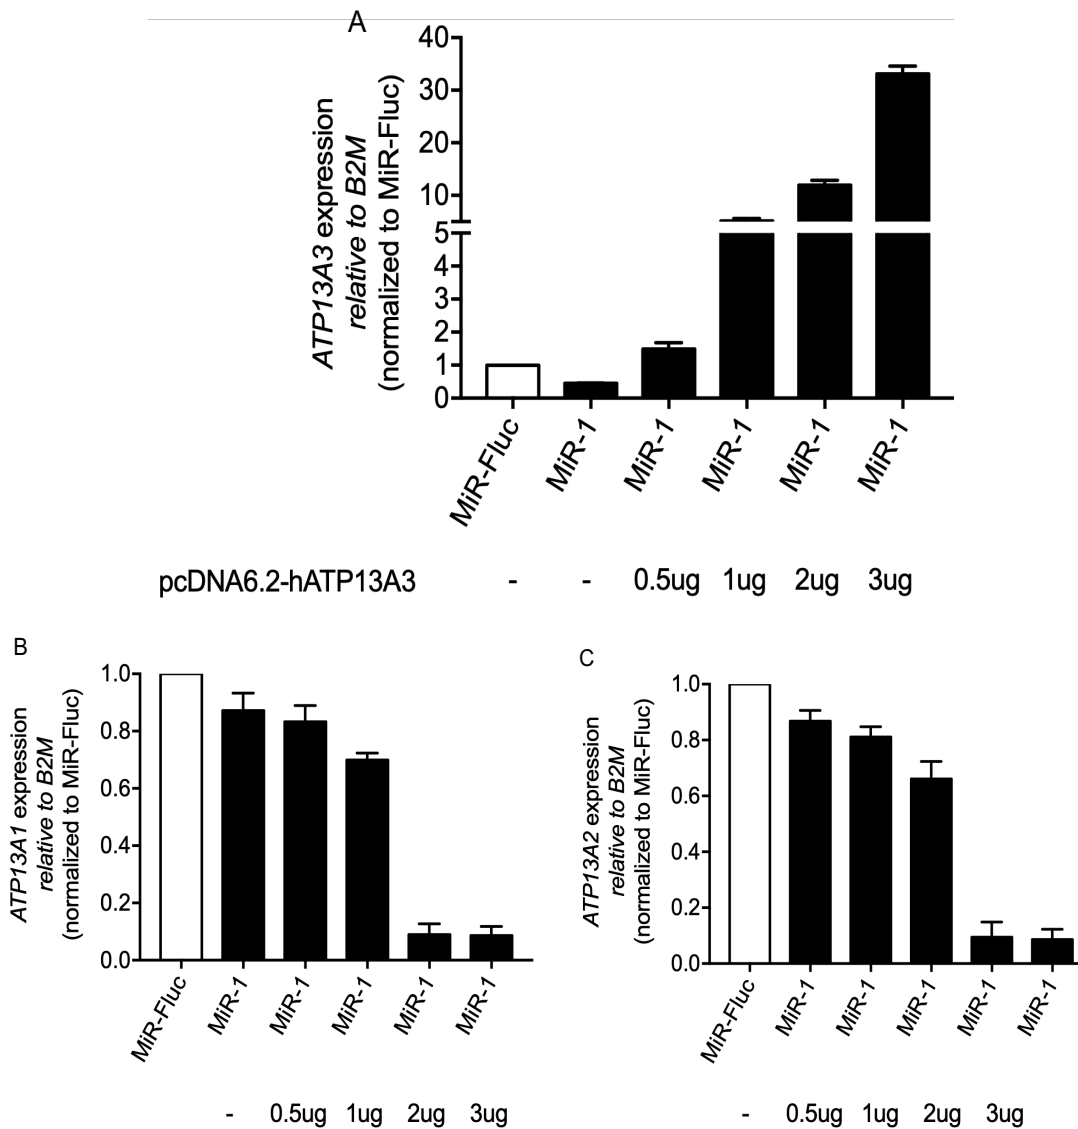 A
ATP13A3 expression
relative to B2M
(normalized to MiR-Fluc)
40
30
20
10
5
5
4
3
2
1
0
MiR-Fluc MiR-1 MiR-1 MiR-1 MiR-1 MiR-1
pcDNA6.2-hATP13A3 - - 0.5ug 1ug 2ug 3ug
B
ATP13A1 expression
relative to B2M
(normalized to MiR-Fluc)
1.0
0.8
0.6
0.4
0.2
0.0
MiR-Fluc MiR-1 MiR-1 MiR-1 MiR-1 MiR-1
- 0.5ug 1ug 2ug 3ug
C
ATP13A2 expression
relative to B2M
(normalized to MiR-Fluc)
1.0
0.8
0.6
0.4
0.2
0.0
MiR-Fluc MiR-1 MiR-1 MiR-1 MiR-1 MiR-1
- 0.5ug 1ug 2ug 3ug